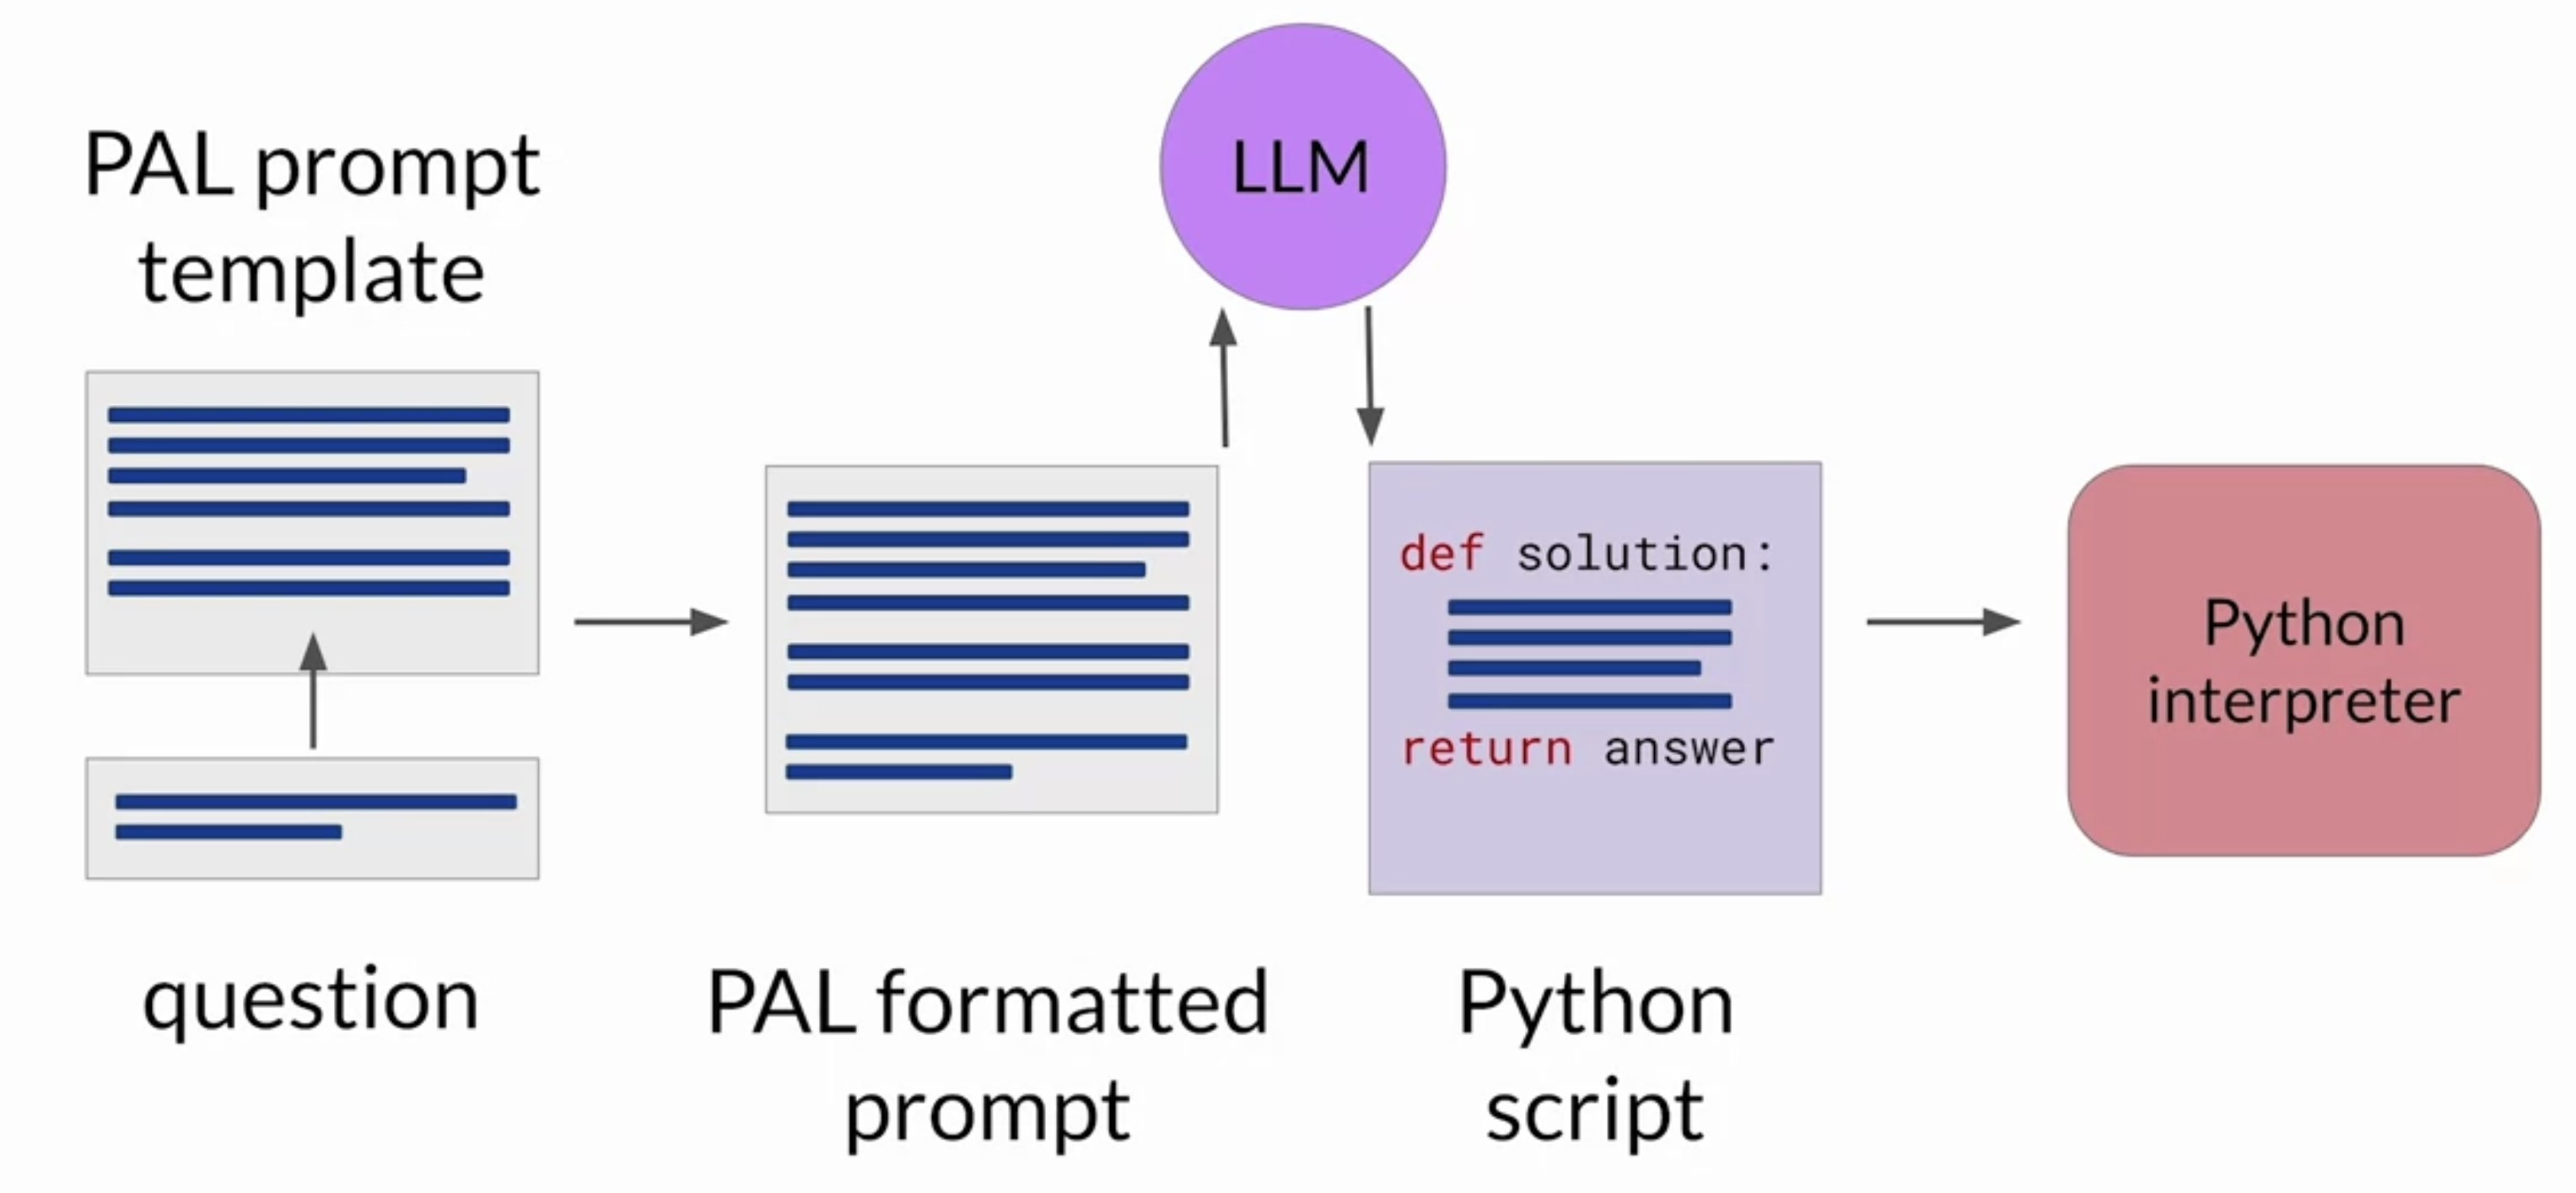 PAL prompt
template
question
PAL formatted
prompt
LLM
def solution:
return answer
Python
script
Python
interpreter